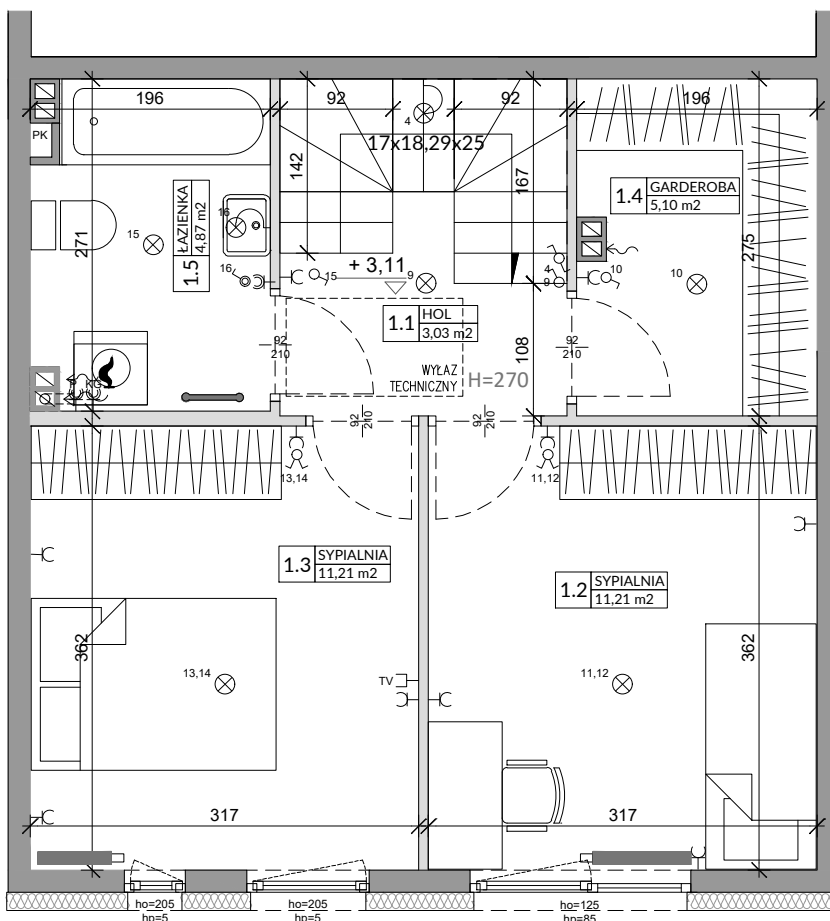 196
92
92
196
4
PK
17x18,29x25
142
167
1.4
GARDEROBA
5,10 m2
15
271
1.5
ŁAZIENKA
4,87 m2
16
275
16
15
+ 3,11
9
4
9
10
10
1.1
HOL
3,03 m2
92
210
108
92
210
WYŁAZ
TECHNICZNY
H=270
KG
92
210
92
210
13,14
11,12
1.3
SYPIALNIA
11,21 m2
1.2
SYPIALNIA
11,21 m2
362
362
13,14
TV
11,12
317
317
ho=205
hp=5
ho=205
hp=5
ho=125
hp=85